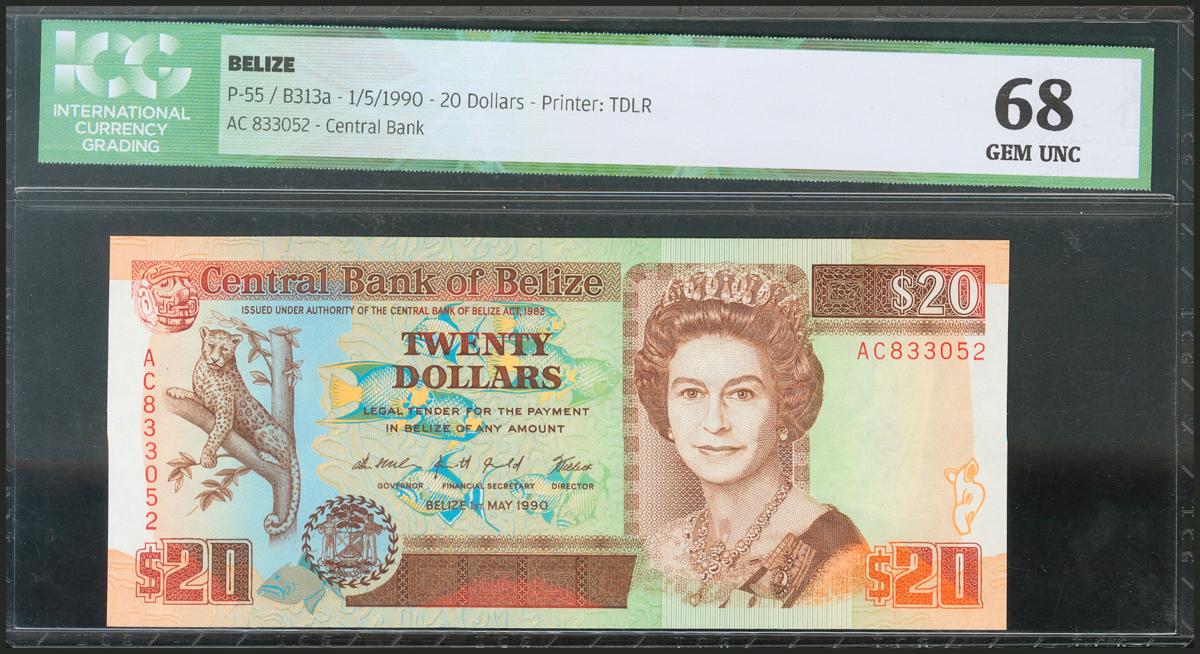 ICG
INTERNATIONAL
CURRENCY
GRADING
BELIZE
P-55 / B313a - 1/5/1990 - 20 Dollars - Printer: TDLR
AC 833052 - Central Bank
68
GEM UNC
Central Bank of Belize
ISSUED UNDER AUTHORITY OF THE CENTRAL BANK OF BELIZE ACT, 1982
$20
AC833052
TWENTY
DOLLARS
LEGAL TENDER FOR THE PAYMENT
IN BELIZE OF ANY AMOUNT
GOVERNOR FINANCIAL SECRETARY DIRECTOR
BELIZE 1ST MAY 1990
AC833052
$20
$20